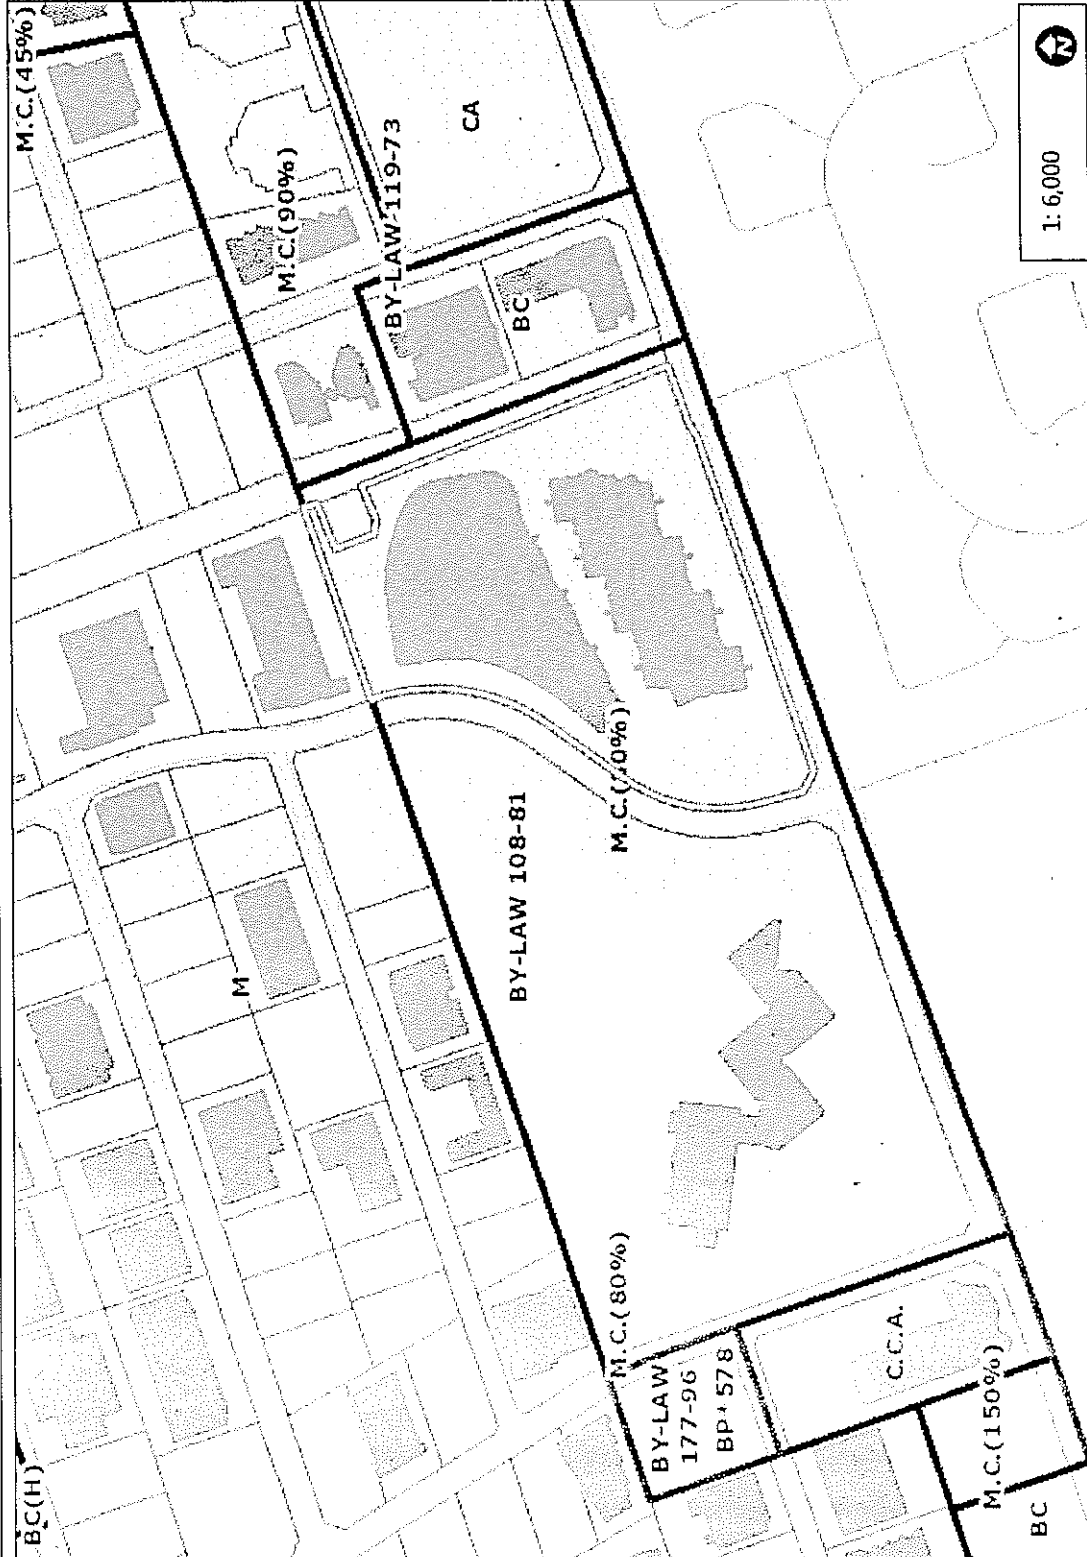 BC(H)
M.C.(45%)
M
M.C.(90%)
BY-LAW 119-73
CA
BY-LAW 108-81
BC
M.C.(80%)
BY-LAW
177-96
BP+ 578
C.C.A.
M.C.(150%)
BC
1: 6,000
N